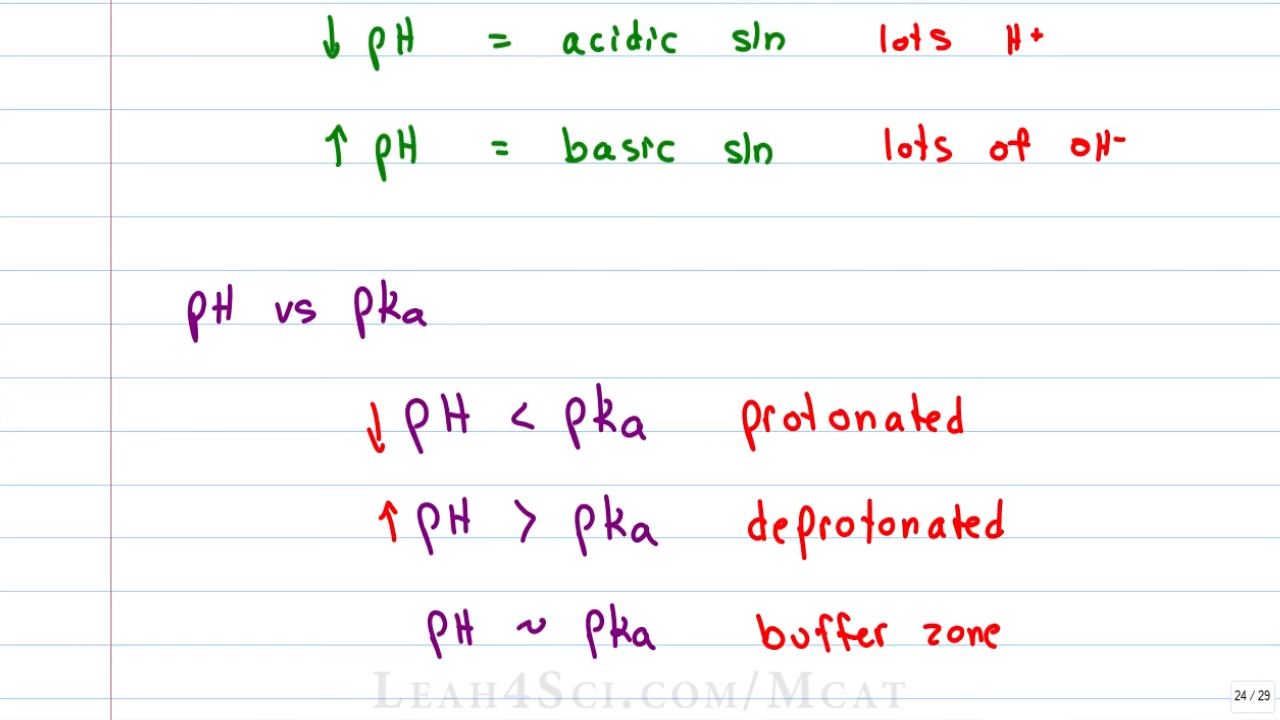 ↓ pH = acidic sln lots H+
↑ pH = basic sln lots of OH-
pH vs pka
↓ pH < pka protonated
↑ pH > pka deprotonated
pH ~ pka buffer zone
LEAH4SCI.COM/MCAT
24 / 29